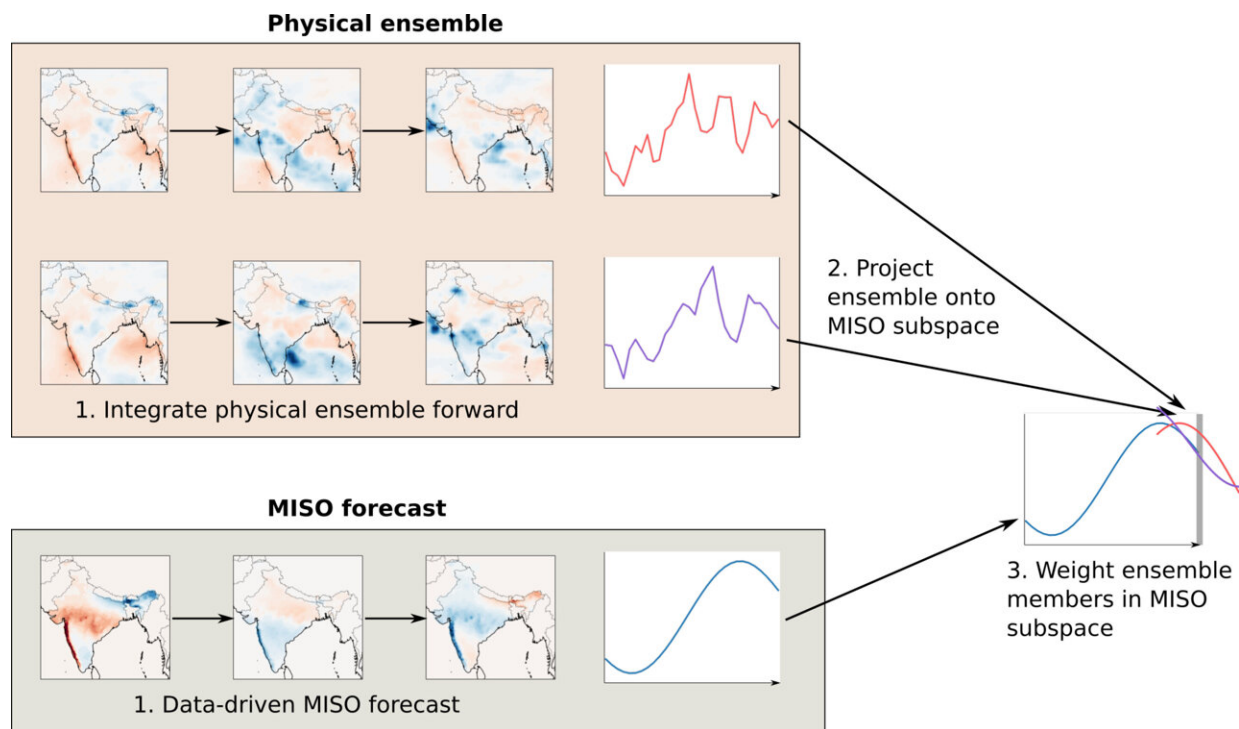 Physical ensemble
1. Integrate physical ensemble forward
2. Project
ensemble onto
MISO subspace
MISO forecast
1. Data-driven MISO forecast
3. Weight ensemble
members in MISO
subspace